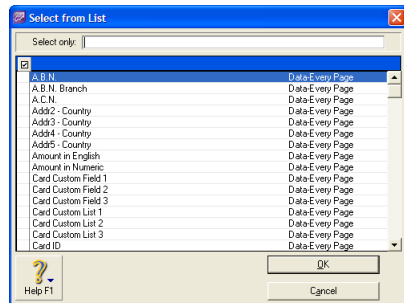 Select from List
Select only:
A.B.N. Data-Every Page
A.B.N. Branch Data-Every Page
A.C.N. Data-Every Page
Addr2 - Country Data-Every Page
Addr3 - Country Data-Every Page
Addr4 - Country Data-Every Page
Addr5 - Country Data-Every Page
Amount in English Data-Every Page
Amount in Numeric Data-Every Page
Card Custom Field 1 Data-Every Page
Card Custom Field 2 Data-Every Page
Card Custom Field 3 Data-Every Page
Card Custom List 1 Data-Every Page
Card Custom List 2 Data-Every Page
Card Custom List 3 Data-Every Page
Card ID Data-Every Page
OK
Help F1
Cancel